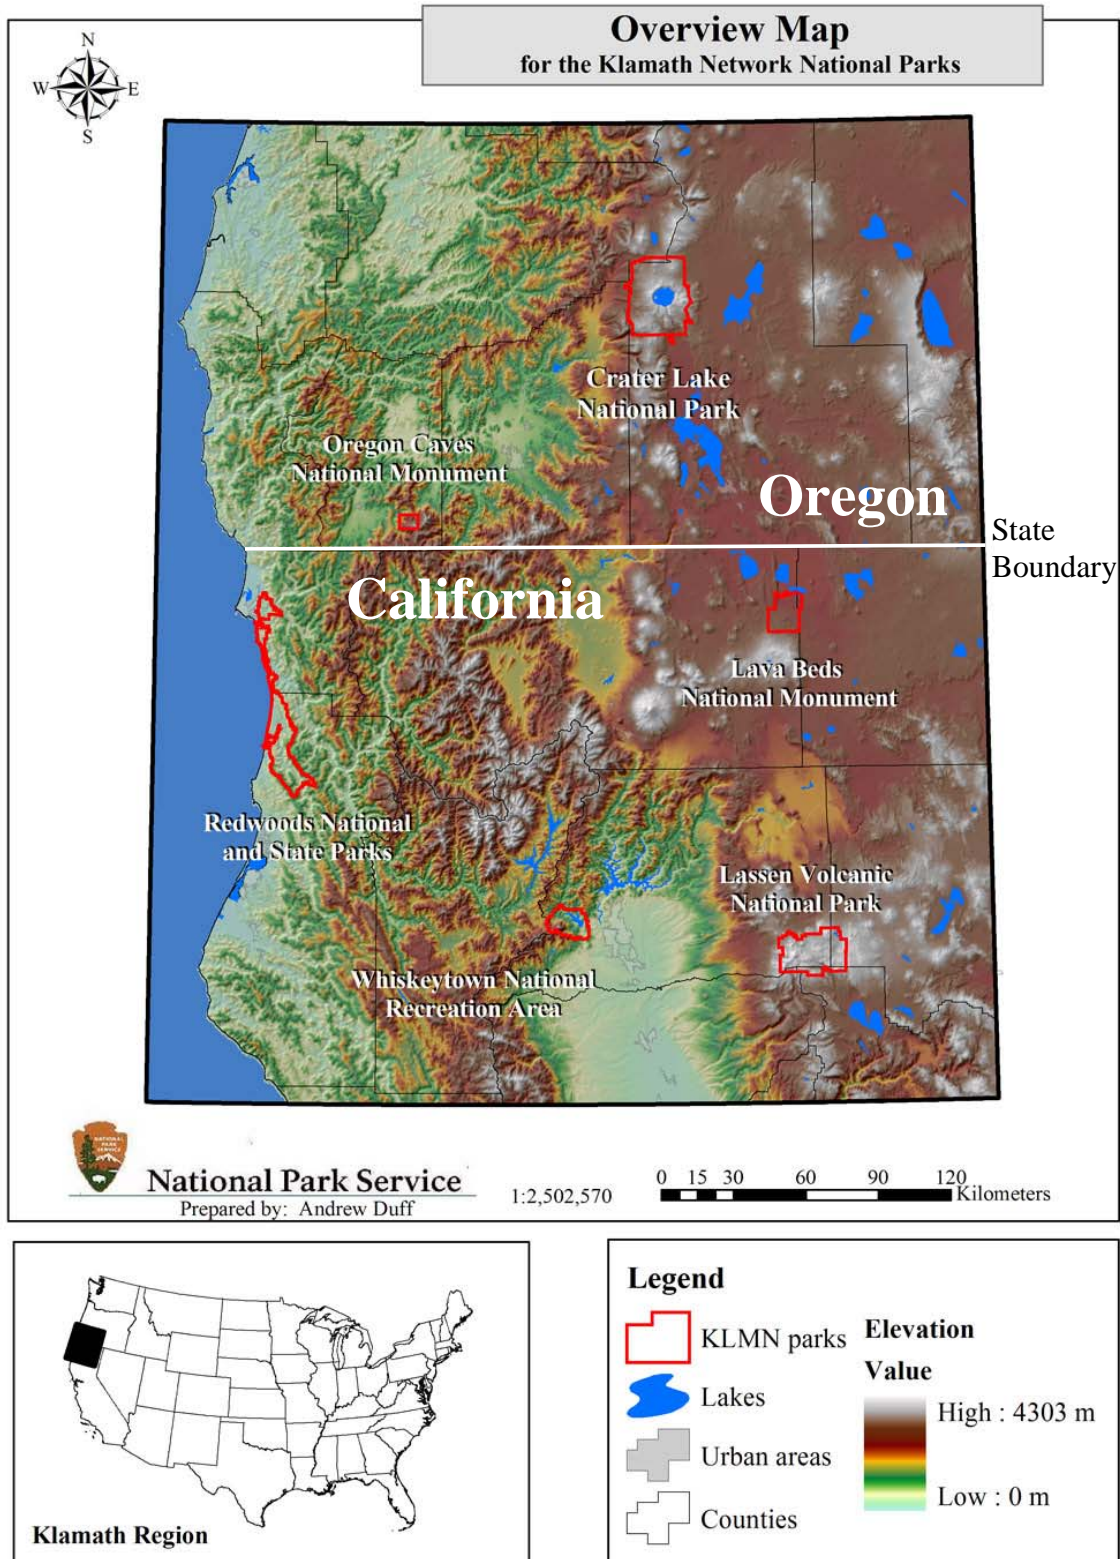 Overview Map
for the Klamath Network National Parks
N
W
E
S
Crater Lake
National Park
Oregon Caves
National Monument
Oregon
State
Boundary
California
Lava Beds
National Monument
Redwoods National
and State Parks
Lassen Volcanic
National Park
Whiskeytown National
Recreation Area
NATIONAL
PARK
SERVICE
National Park Service
Prepared by: Andrew Duff
1:2,502,570
0 15 30 60 90 120
Kilometers
Klamath Region
Legend
KLMN parks
Lakes
Urban areas
Counties
Elevation
Value
High : 4303 m
Low : 0 m